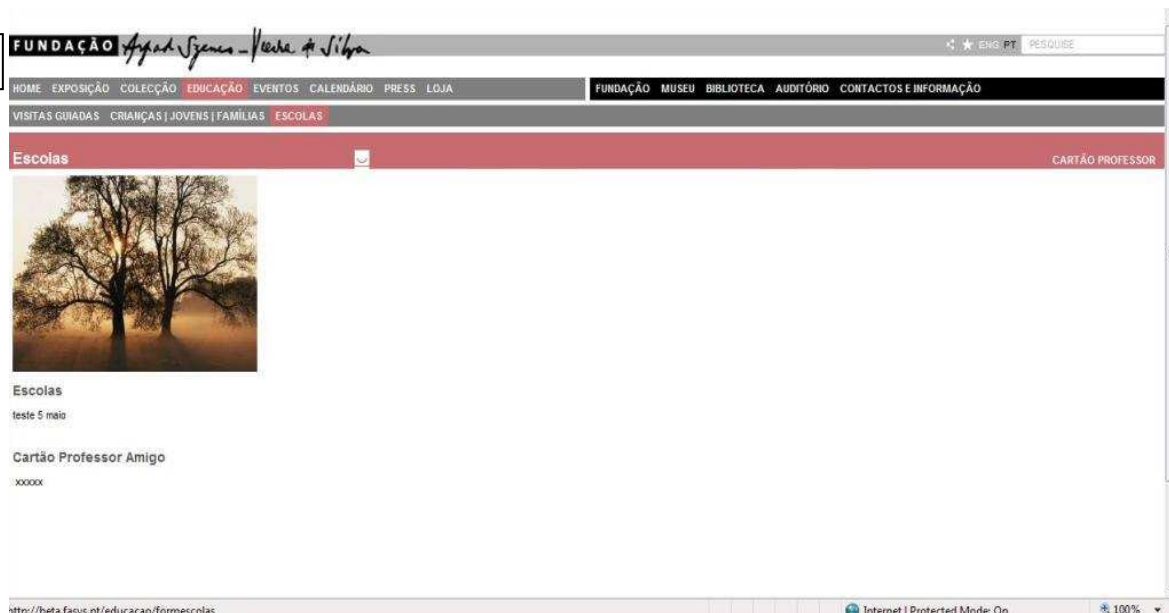 FUNDAÇÃO Arpad Szenes - Vieira da Silva
ENG PT PESQUISE
HOME EXPOSIÇÃO COLECÇÃO EDUCAÇÃO EVENTOS CALENDÁRIO PRESS LOJA FUNDAÇÃO MUSEU BIBLIOTECA AUDITÓRIO CONTACTOS E INFORMAÇÃO
VISITAS GUIADAS CRIANÇAS | JOVENS | FAMÍLIAS ESCOLAS
Escolas CARTÃO PROFESSOR
Escolas
teste 5 maio
Cartão Professor Amigo
xxxxx
http://beta.fasvs.pt/educacao/formescolas Internet | Protected Mode: On 100%